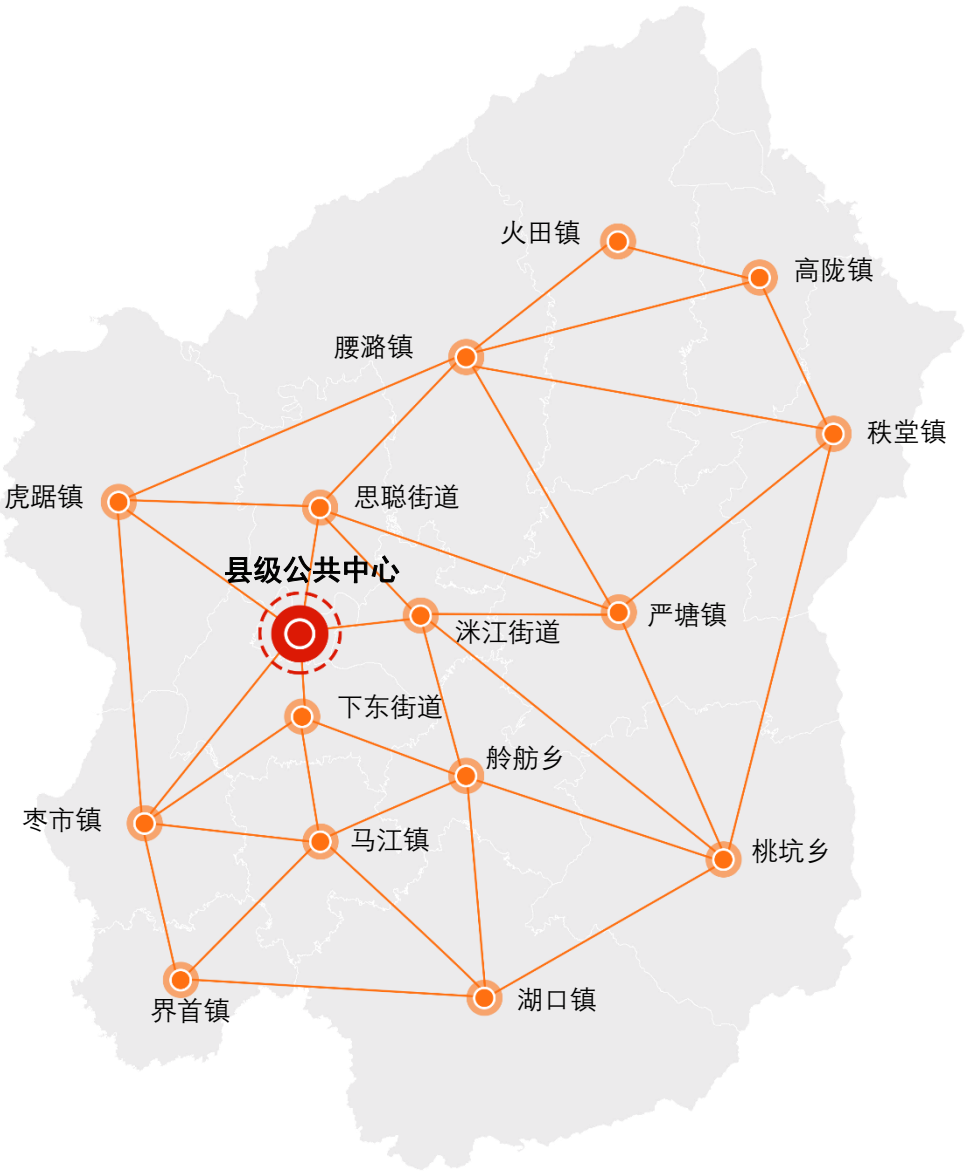 火田镇
高陇镇
腰潞镇
秩堂镇
虎踞镇
思聪街道
县级公共中心
严塘镇
洣江街道
下东街道
舲舫乡
枣市镇
马江镇
桃坑乡
湖口镇
界首镇